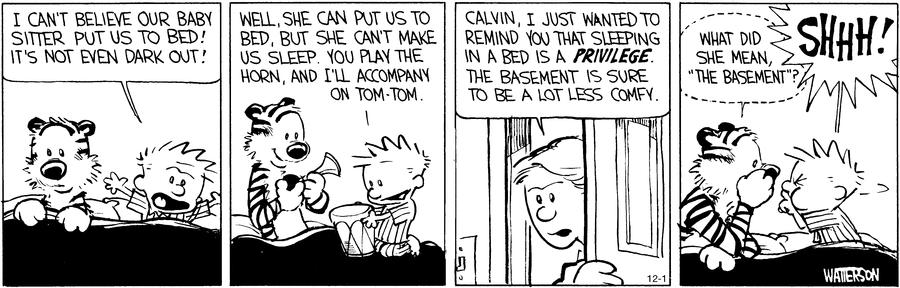 I CAN'T BELIEVE OUR BABY
SITTER PUT US TO BED!
IT'S NOT EVEN DARK OUT!
WELL, SHE CAN PUT US TO
BED, BUT SHE CAN'T MAKE
US SLEEP. YOU PLAY THE
HORN, AND I'LL ACCOMPANY
ON TOM-TOM.
CALVIN, I JUST WANTED TO
REMIND YOU THAT SLEEPING
IN A BED IS A PRIVILEGE.
THE BASEMENT IS SURE
TO BE A LOT LESS COMFY.
12-1
WHAT DID
SHE MEAN,
"THE BASEMENT"?
SHHH!
WATTERSON